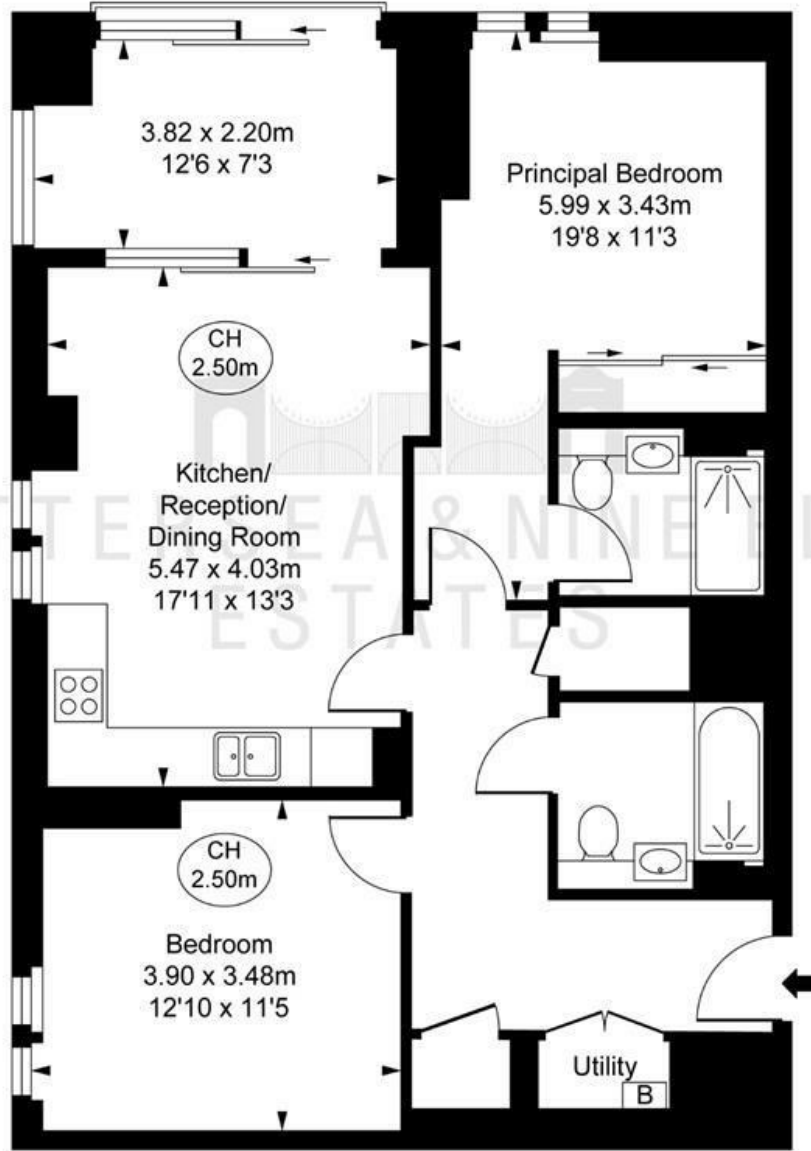 3.82 x 2.20m
12'6 x 7'3
Principal Bedroom
5.99 x 3.43m
19'8 x 11'3
CH
2.50m
Kitchen/
Reception/
Dining Room
5.47 x 4.03m
17'11 x 13'3
TTERSEA & NINE E
ESTATES
CH
2.50m
Bedroom
3.90 x 3.48m
12'10 x 11'5
Utility
B